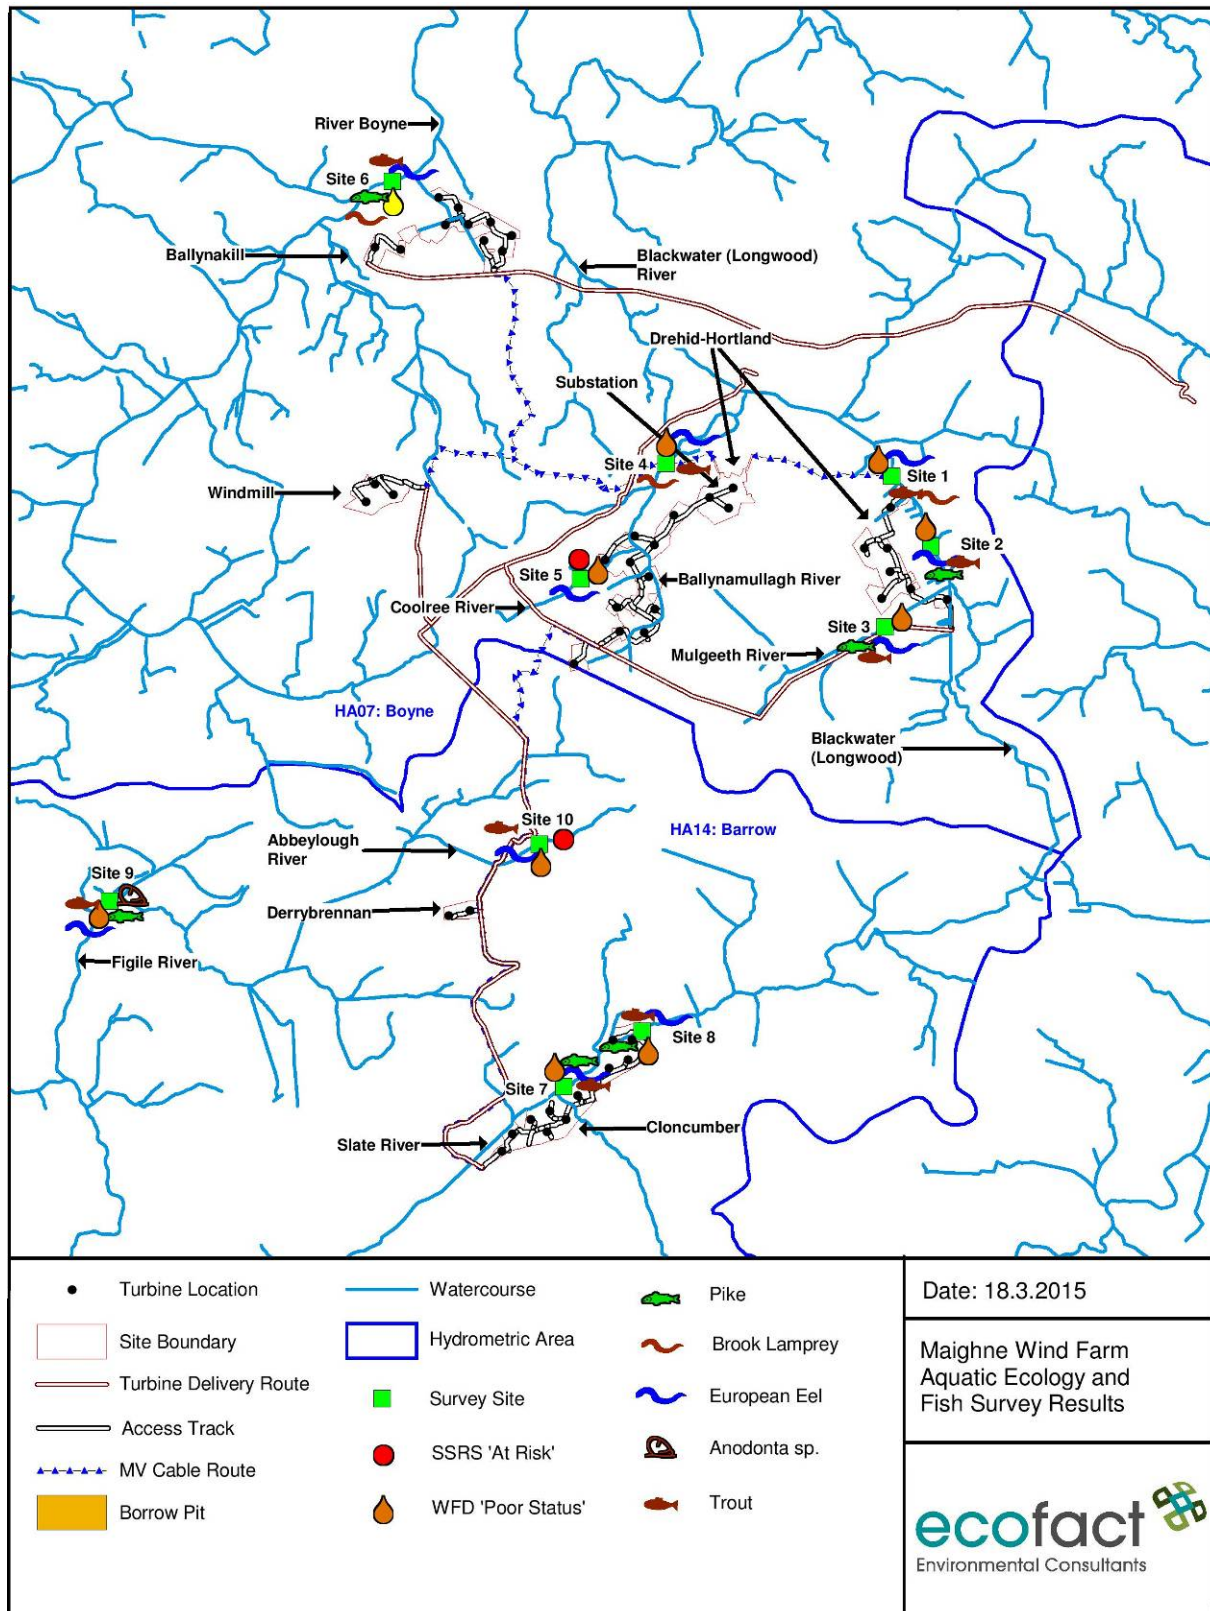 River Boyne
Site 6
Ballynakill
Blackwater (Longwood)
River
Drehid-Hortland
Substation
Site 4
Site 1
Windmill
Site 2
Site 5
Ballynamullagh River
Coolree River
Site 3
Mulgeeth River
HA07: Boyne
Blackwater
(Longwood)
Site 10
HA14: Barrow
Abbeylough
River
Site 9
Derrybrennan
Figile River
Site 8
Site 7
Slate River
Cloncumber
Turbine Location
Site Boundary
Turbine Delivery Route
Access Track
MV Cable Route
Borrow Pit
Watercourse
Hydrometric Area
Survey Site
SSRS 'At Risk'
WFD 'Poor Status'
Pike
Brook Lamprey
European Eel
Anodonta sp.
Trout
Date: 18.3.2015
Maighne Wind Farm
Aquatic Ecology and
Fish Survey Results
ecofact
Environmental Consultants